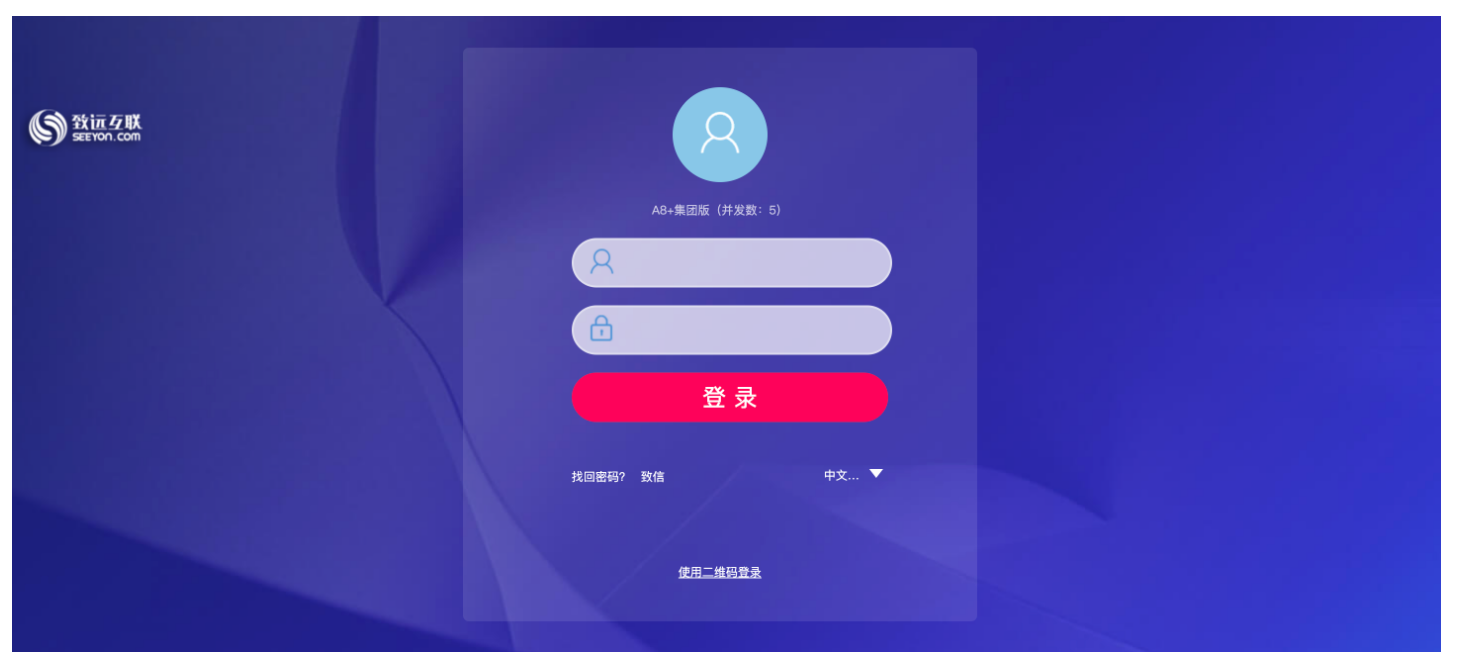 致远互联
SEEYON.COM
A8+集团版（并发数：5）
登 录
找回密码？ 致信 中文...
使用二维码登录